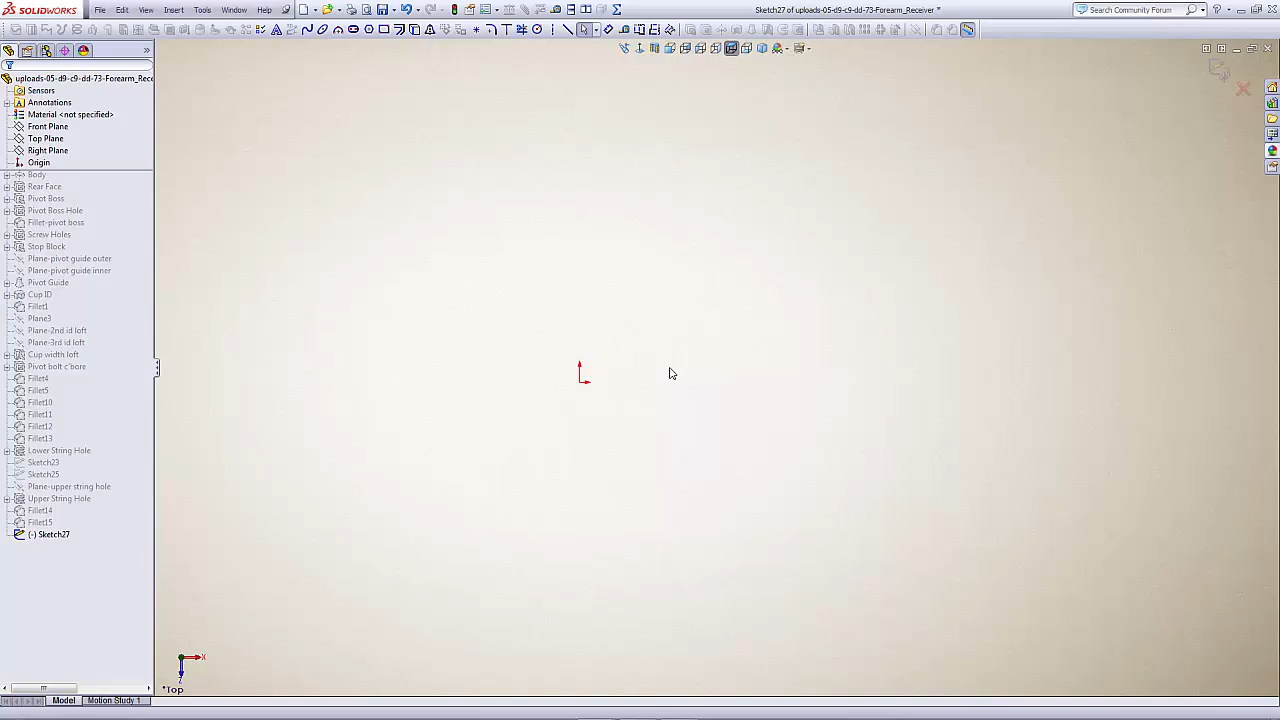 SOLIDWORKS File Edit View Insert Tools Window Help Sketch27 of uploads-05-d9-c9-dd-73-Forearm_Receiver * Search Community Forum
uploads-05-d9-c9-dd-73-Forearm_Rece
Sensors
Annotations
Material <not specified>
Front Plane
Top Plane
Right Plane
Origin
Body
Rear Face
Pivot Boss
Pivot Boss Hole
Fillet-pivot boss
Screw Holes
Stop Block
Plane-pivot guide outer
Plane-pivot guide inner
Pivot Guide
Cup ID
Fillet1
Plane3
Plane-2nd id loft
Plane-3rd id loft
Cup width loft
Pivot bolt c'bore
Fillet4
Fillet5
Fillet10
Fillet11
Fillet12
Fillet13
Lower String Hole
Sketch23
Sketch25
Plane-upper string hole
Upper String Hole
Fillet14
Fillet15
(-) Sketch27
X
Z
*Top
Model Motion Study 1